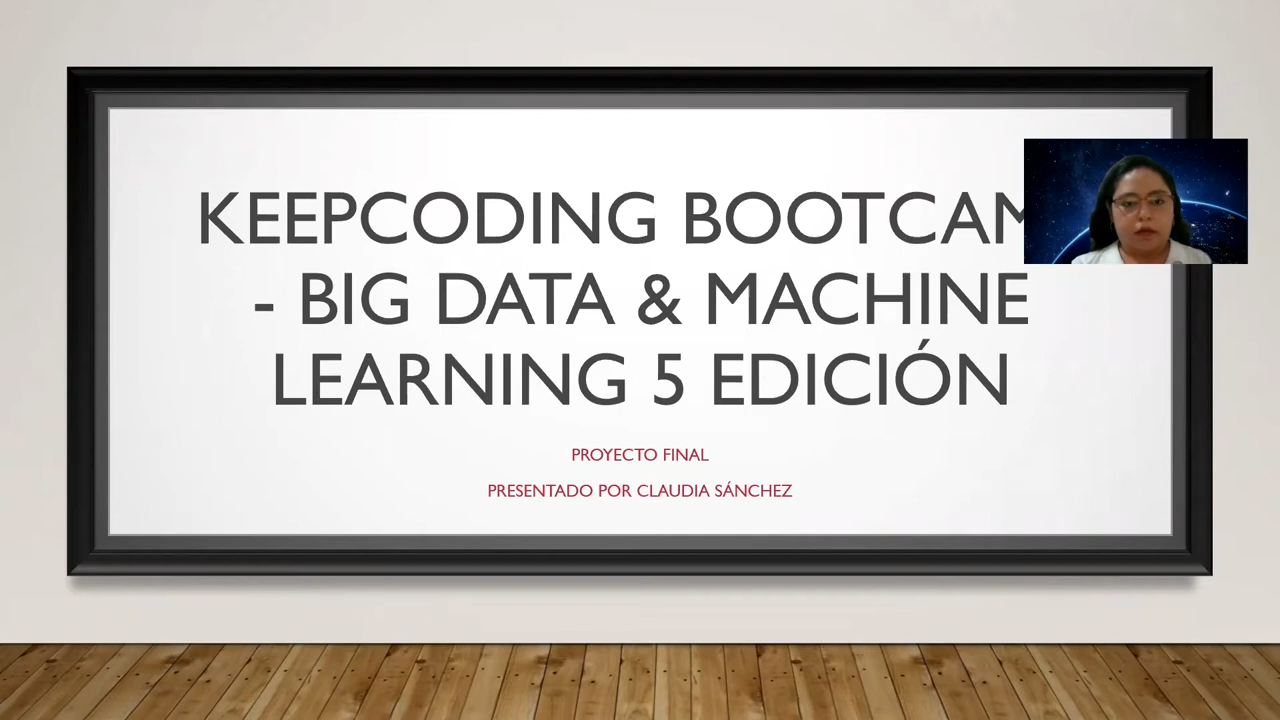 KEEPCODING BOOTCAM
- BIG DATA & MACHINE
LEARNING 5 EDICIÓN
PROYECTO FINAL
PRESENTADO POR CLAUDIA SÁNCHEZ